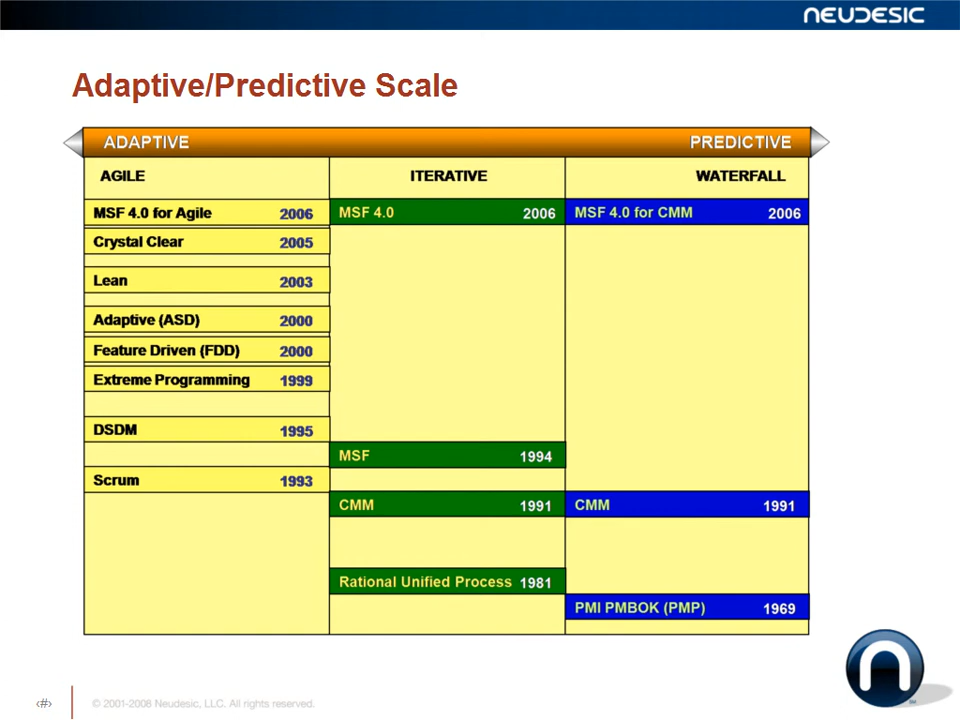 NEUDESIC
Adaptive/Predictive Scale
ADAPTIVE PREDICTIVE
AGILE ITERATIVE WATERFALL
MSF 4.0 for Agile 2006 MSF 4.0 2006 MSF 4.0 for CMM 2006
Crystal Clear 2005
Lean 2003
Adaptive (ASD) 2000
Feature Driven (FDD) 2000
Extreme Programming 1999
DSDM 1995
MSF 1994
Scrum 1993
CMM 1991 CMM 1991
Rational Unified Process 1981
PMI PMBOK (PMP) 1969
‹#› © 2001-2008 Neudesic, LLC. All rights reserved.